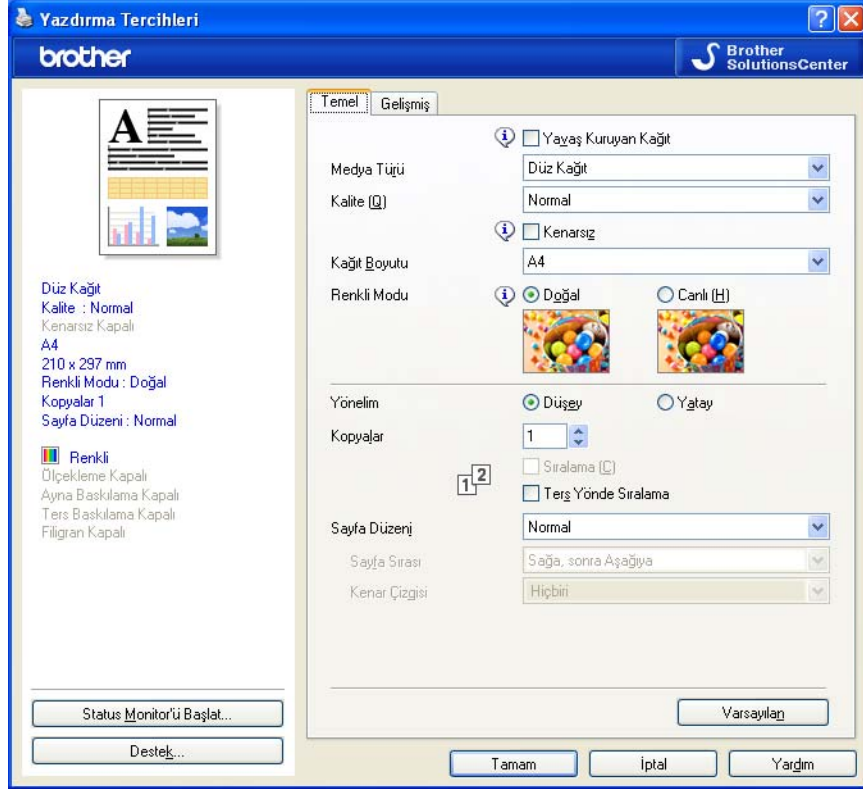 Yazdırma Tercihleri
brother
Brother
SolutionsCenter
A
Düz Kağıt
Kalite : Normal
Kenarsız Kapalı
A4
210 x 297 mm
Renkli Modu : Doğal
Kopyalar 1
Sayfa Düzeni : Normal
Renkli
Ölçekleme Kapalı
Ayna Baskılama Kapalı
Ters Baskılama Kapalı
Filigran Kapalı
Status Monitor'ü Başlat...
Destek...
Temel Gelişmiş
Yavaş Kuruyan Kağıt
Medya Türü Düz Kağıt
Kalite (Q) Normal
Kenarsız
Kağıt Boyutu A4
Renkli Modu Doğal Canlı (H)
Yönelim Düşey Yatay
Kopyalar 1
Sıralama (C)
12
Ters Yönde Sıralama
Sayfa Düzeni Normal
Sayfa Sırası Sağa, sonra Aşağıya
Kenar Çizgisi Hiçbiri
Varsayılan
Tamam İptal Yardım